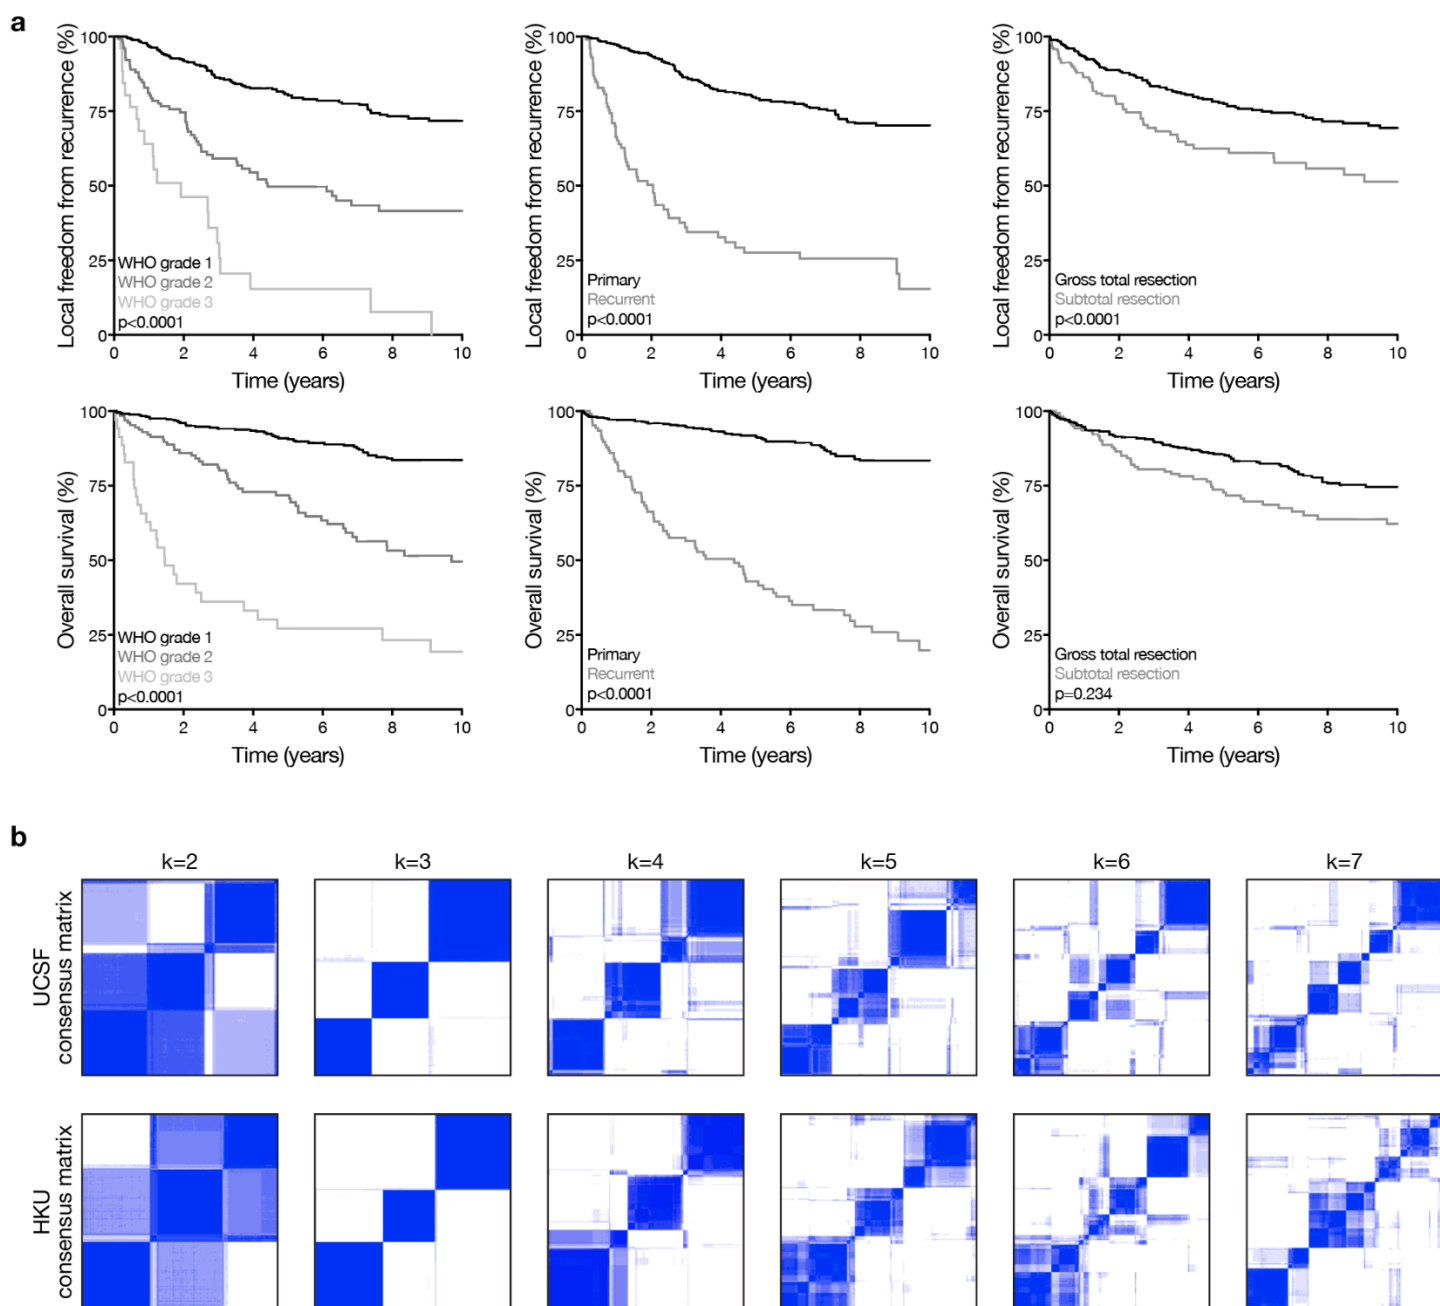 a
Local freedom from recurrence (%)
100
75
50
25
0
WHO grade 1
WHO grade 2
WHO grade 3
p<0.0001
0 2 4 6 8 10
Time (years)
Local freedom from recurrence (%)
100
75
50
25
0
Primary
Recurrent
p<0.0001
0 2 4 6 8 10
Time (years)
Local freedom from recurrence (%)
100
75
50
25
0
Gross total resection
Subtotal resection
p<0.0001
0 2 4 6 8 10
Time (years)
Overall survival (%)
100
75
50
25
0
WHO grade 1
WHO grade 2
WHO grade 3
p<0.0001
0 2 4 6 8 10
Time (years)
Overall survival (%)
100
75
50
25
0
Primary
Recurrent
p<0.0001
0 2 4 6 8 10
Time (years)
Overall survival (%)
100
75
50
25
0
Gross total resection
Subtotal resection
p=0.234
0 2 4 6 8 10
Time (years)
b
k=2 k=3 k=4 k=5 k=6 k=7
UCSF
consensus matrix
HKU
consensus matrix